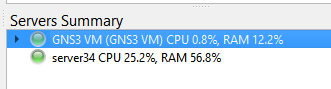 Servers Summary
GNS3 VM (GNS3 VM) CPU 0.8%, RAM 12.2%
server34 CPU 25.2%, RAM 56.8%